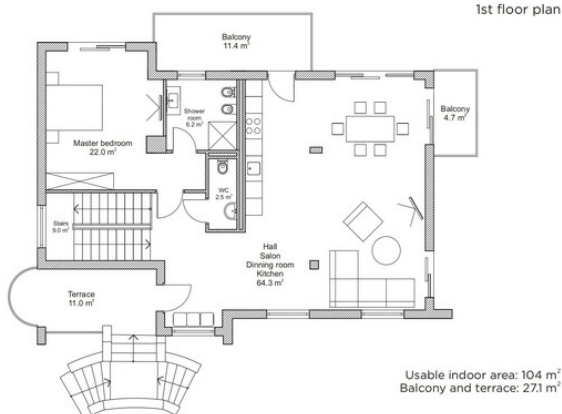 1st floor plan
Balcony
11.4 m²
Balcony
4.7 m²
Shower
room
6.2 m²
Master bedroom
22.0 m²
WC
2.5 m²
Stairs
9.0 m²
Hall
Salon
Dinning room
Kitchen
64.3 m²
Terrace
11.0 m²
Usable indoor area: 104 m²
Balcony and terrace: 27.1 m²